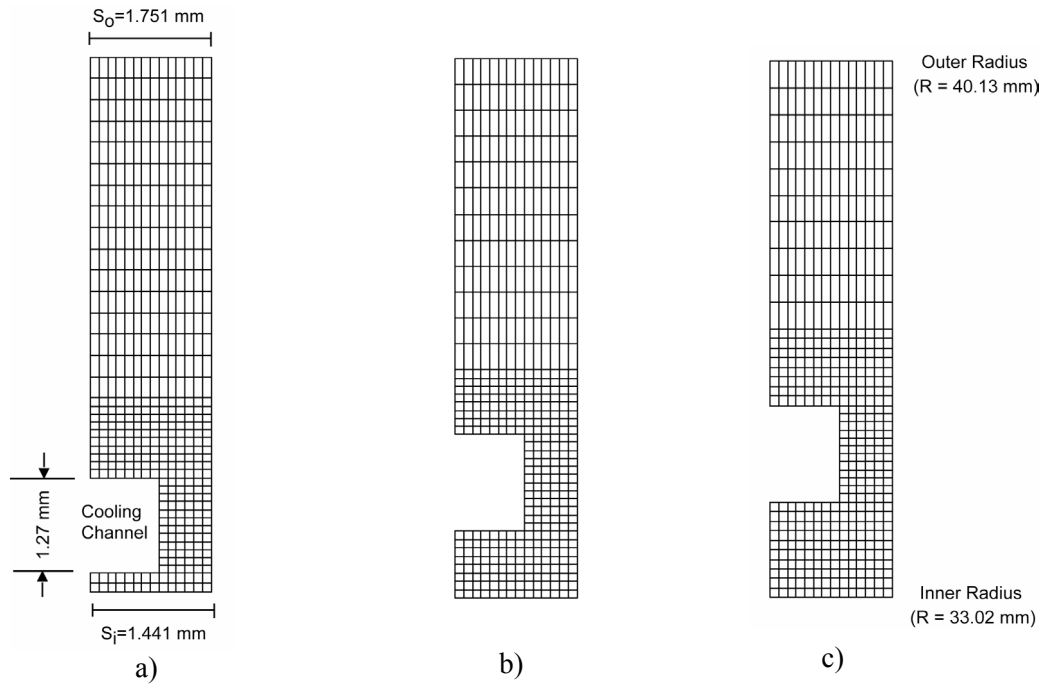 So=1.751 mm
Outer Radius
(R = 40.13 mm)
Cooling
Channel
1.27 mm
Inner Radius
(R = 33.02 mm)
Si=1.441 mm
a)
b)
c)